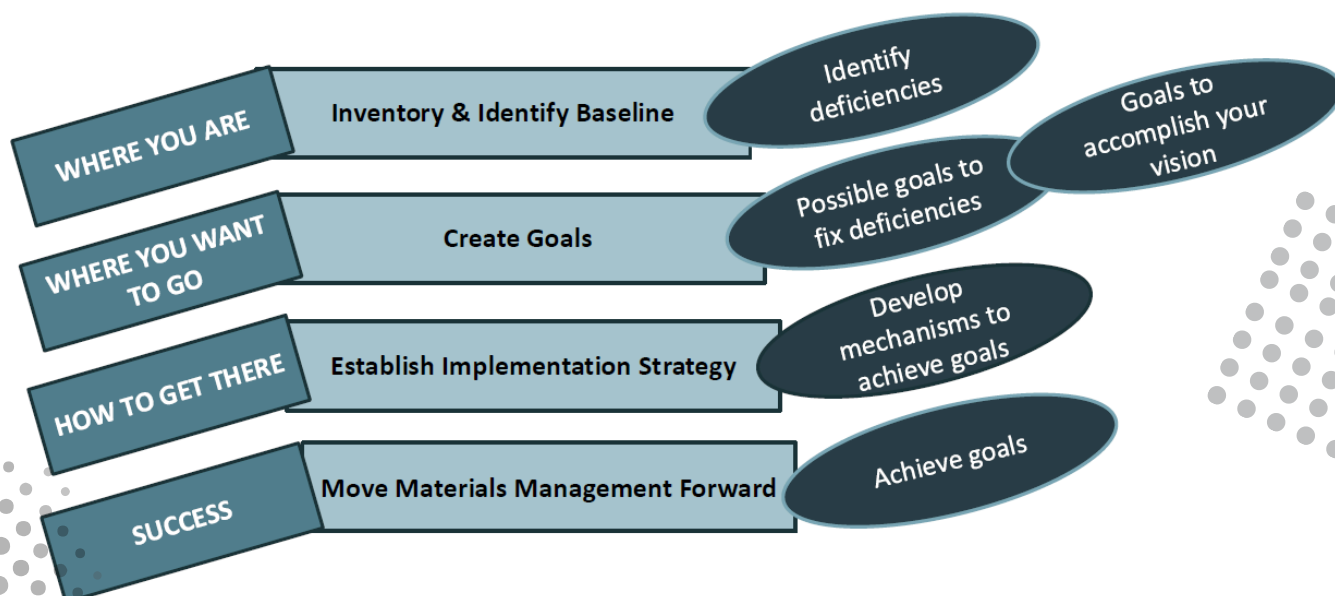 WHERE YOU ARE
Inventory & Identify Baseline
Identify
deficiencies
WHERE YOU WANT
TO GO
Create Goals
Possible goals to
fix deficiencies
Goals to
accomplish your
vision
HOW TO GET THERE
Establish Implementation Strategy
Develop
mechanisms to
achieve goals
SUCCESS
Move Materials Management Forward
Achieve goals